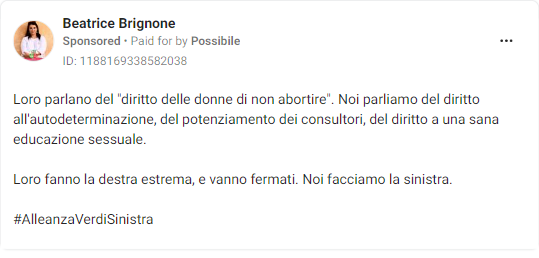 Beatrice Brignone
Sponsored • Paid for by Possibile
ID: 1188169338582038
Loro parlano del "diritto delle donne di non abortire". Noi parliamo del diritto
all'autodeterminazione, del potenziamento dei consultori, del diritto a una sana
educazione sessuale.
Loro fanno la destra estrema, e vanno fermati. Noi facciamo la sinistra.
#AlleanzaVerdiSinistra